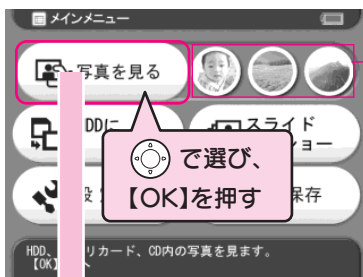 メインメニュー
写真を見る
DDに
スライド
ョー
で選び、
【OK】を押す
設
保存
HDD、 リカード、CD内の写真を見ます。
【OK】 へ